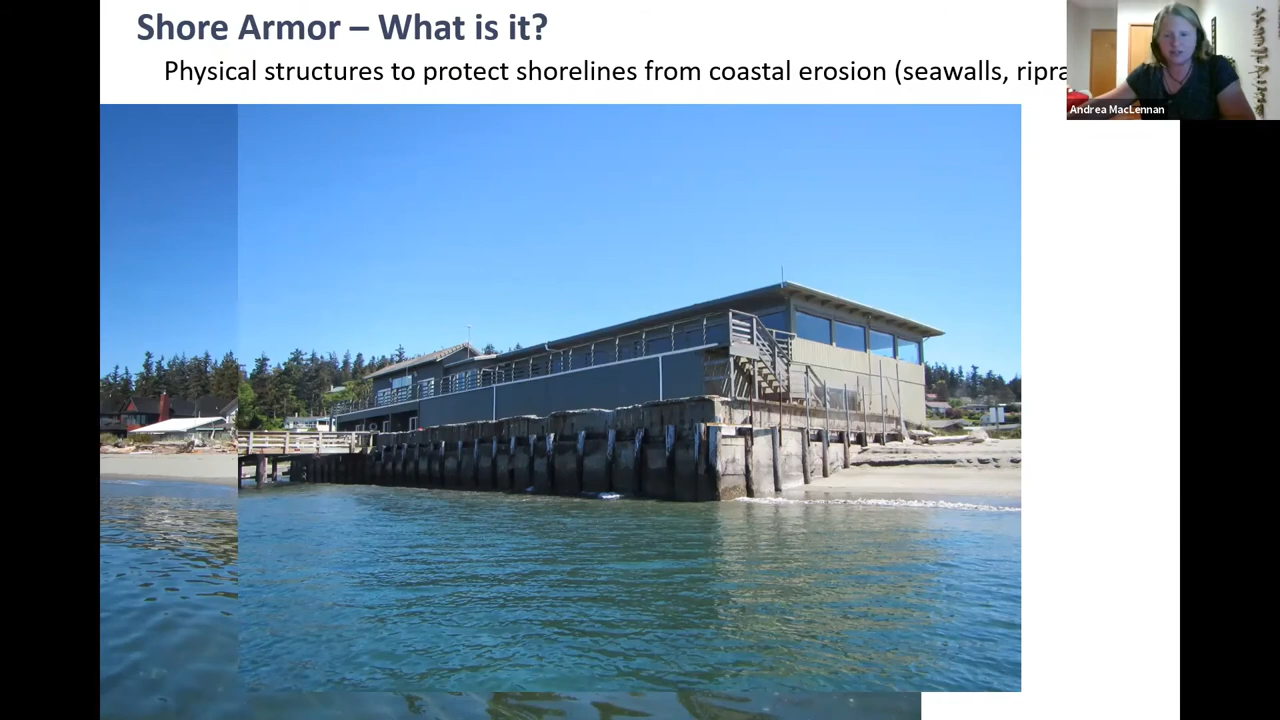 Shore Armor – What is it?
Physical structures to protect shorelines from coastal erosion (seawalls, ripra
Andrea MacLennan